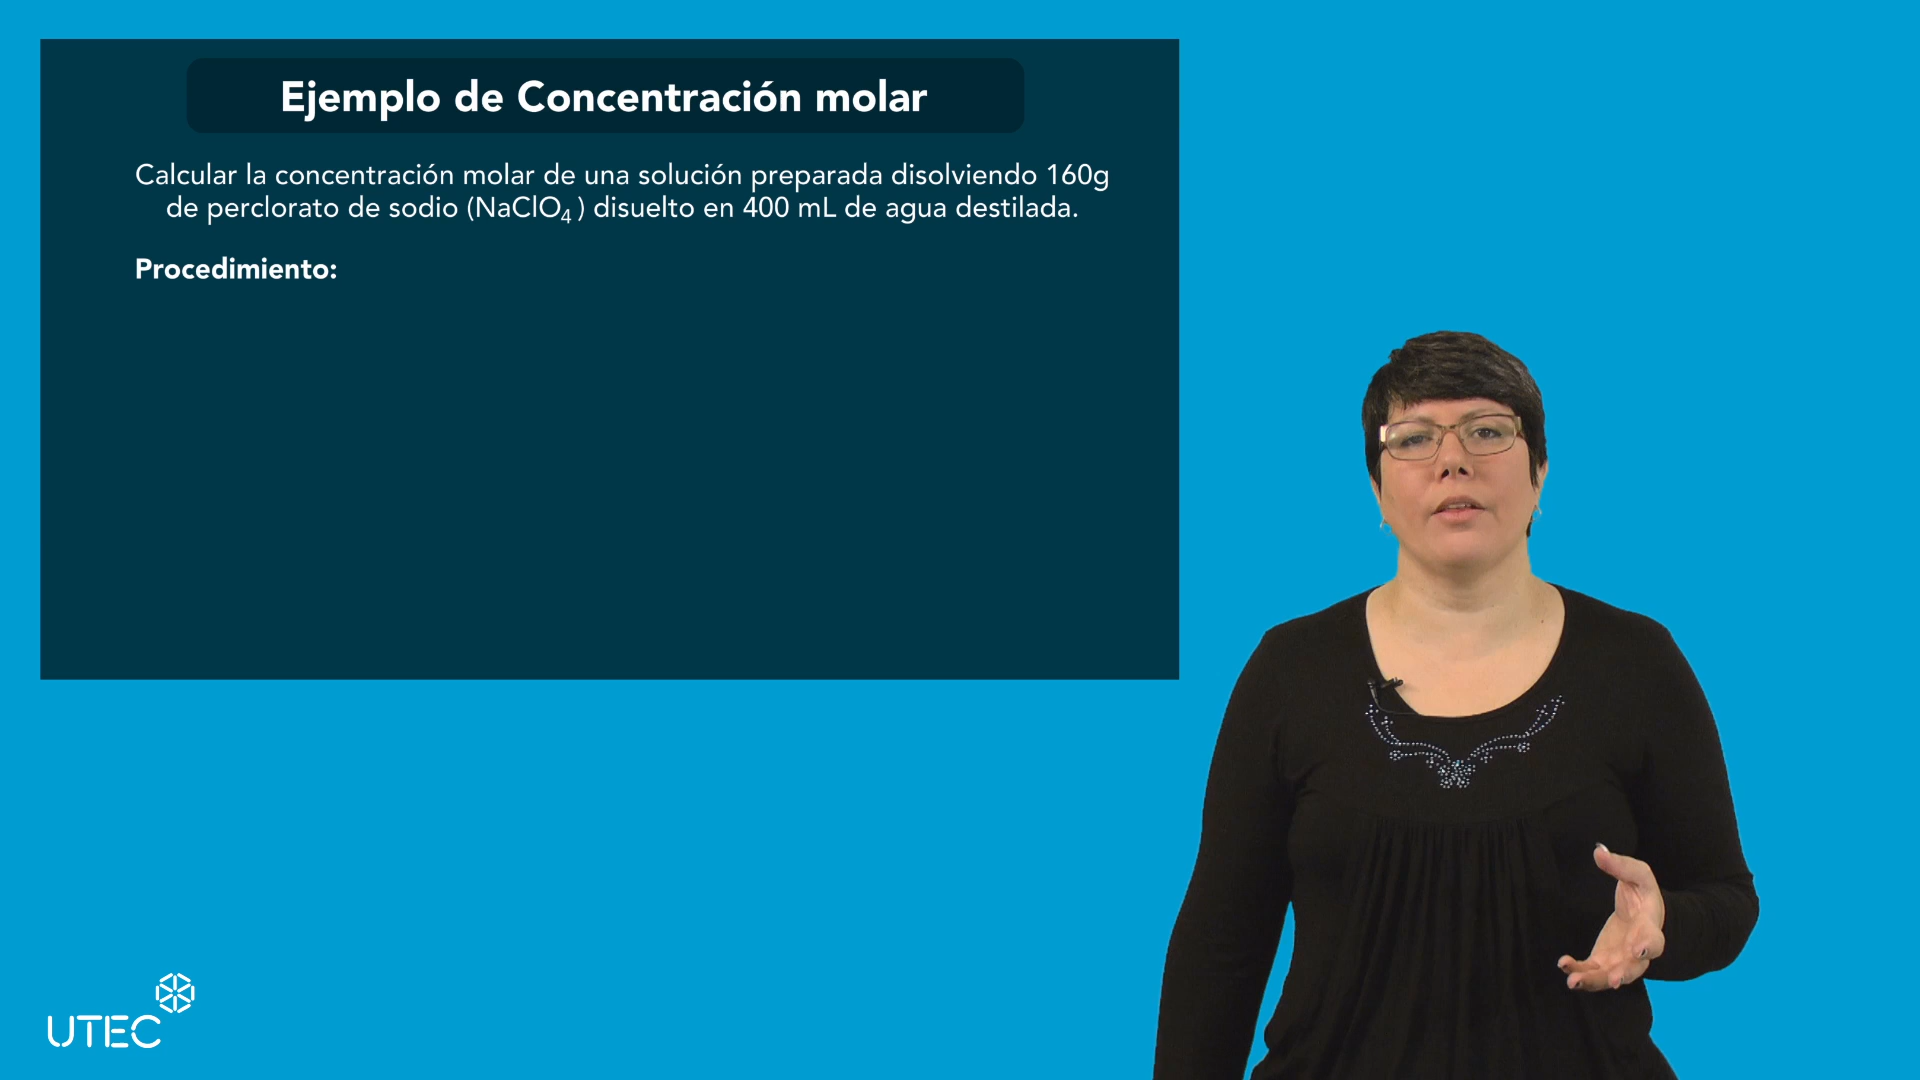 Ejemplo de Concentración molar
Calcular la concentración molar de una solución preparada disolviendo 160g
de perclorato de sodio (NaClO₄ ) disuelto en 400 mL de agua destilada.
Procedimiento:
UTEC